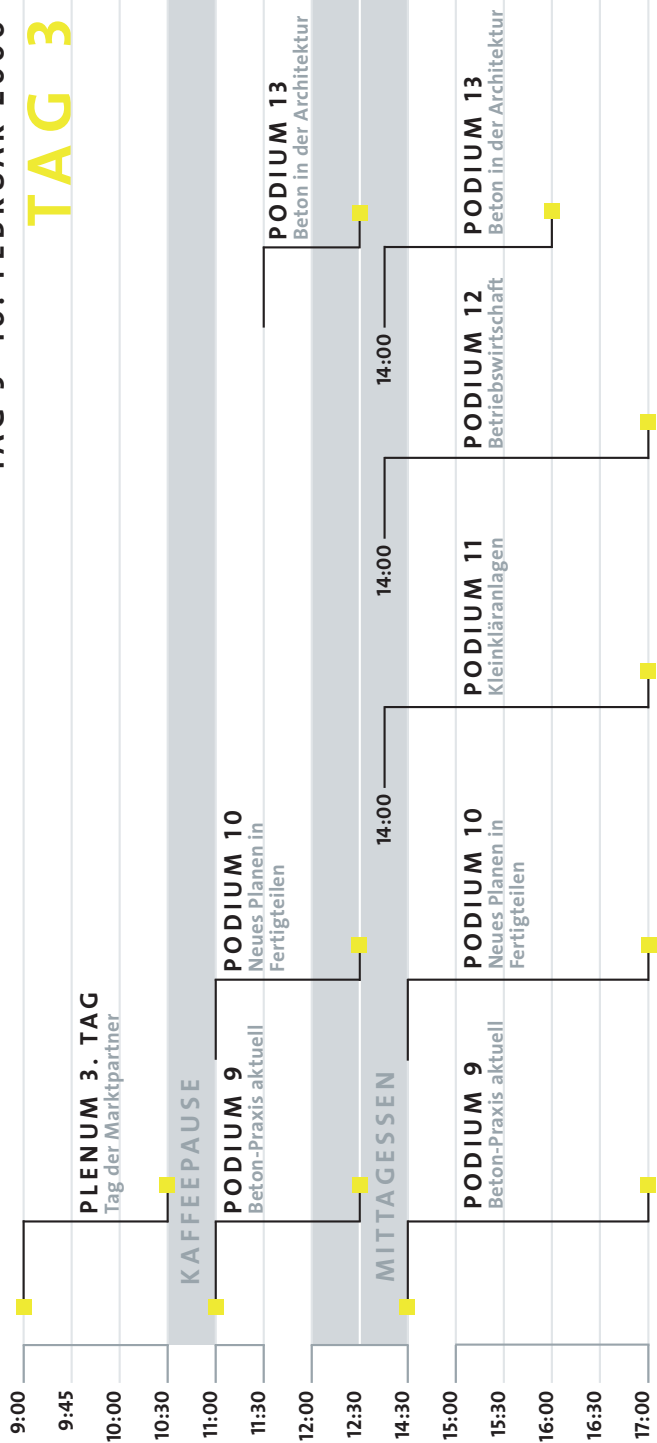 TAG 3
9:00
9:45
10:00
10:30
11:00
11:30
12:00
12:30
14:30
15:00
15:30
16:00
16:30
17:00
PLENUM 3. TAG
Tag der Marktpartner
KAFFEEPAUSE
PODIUM 9
Beton-Praxis aktuell
PODIUM 10
Neues Planen in
Fertigteilen
PODIUM 13
Beton in der Architektur
MITTAGESSEN
14:00
14:00
14:00
PODIUM 9
Beton-Praxis aktuell
PODIUM 10
Neues Planen in
Fertigteilen
PODIUM 11
Kleinkläranlagen
PODIUM 12
Betriebswirtschaft
PODIUM 13
Beton in der Architektur